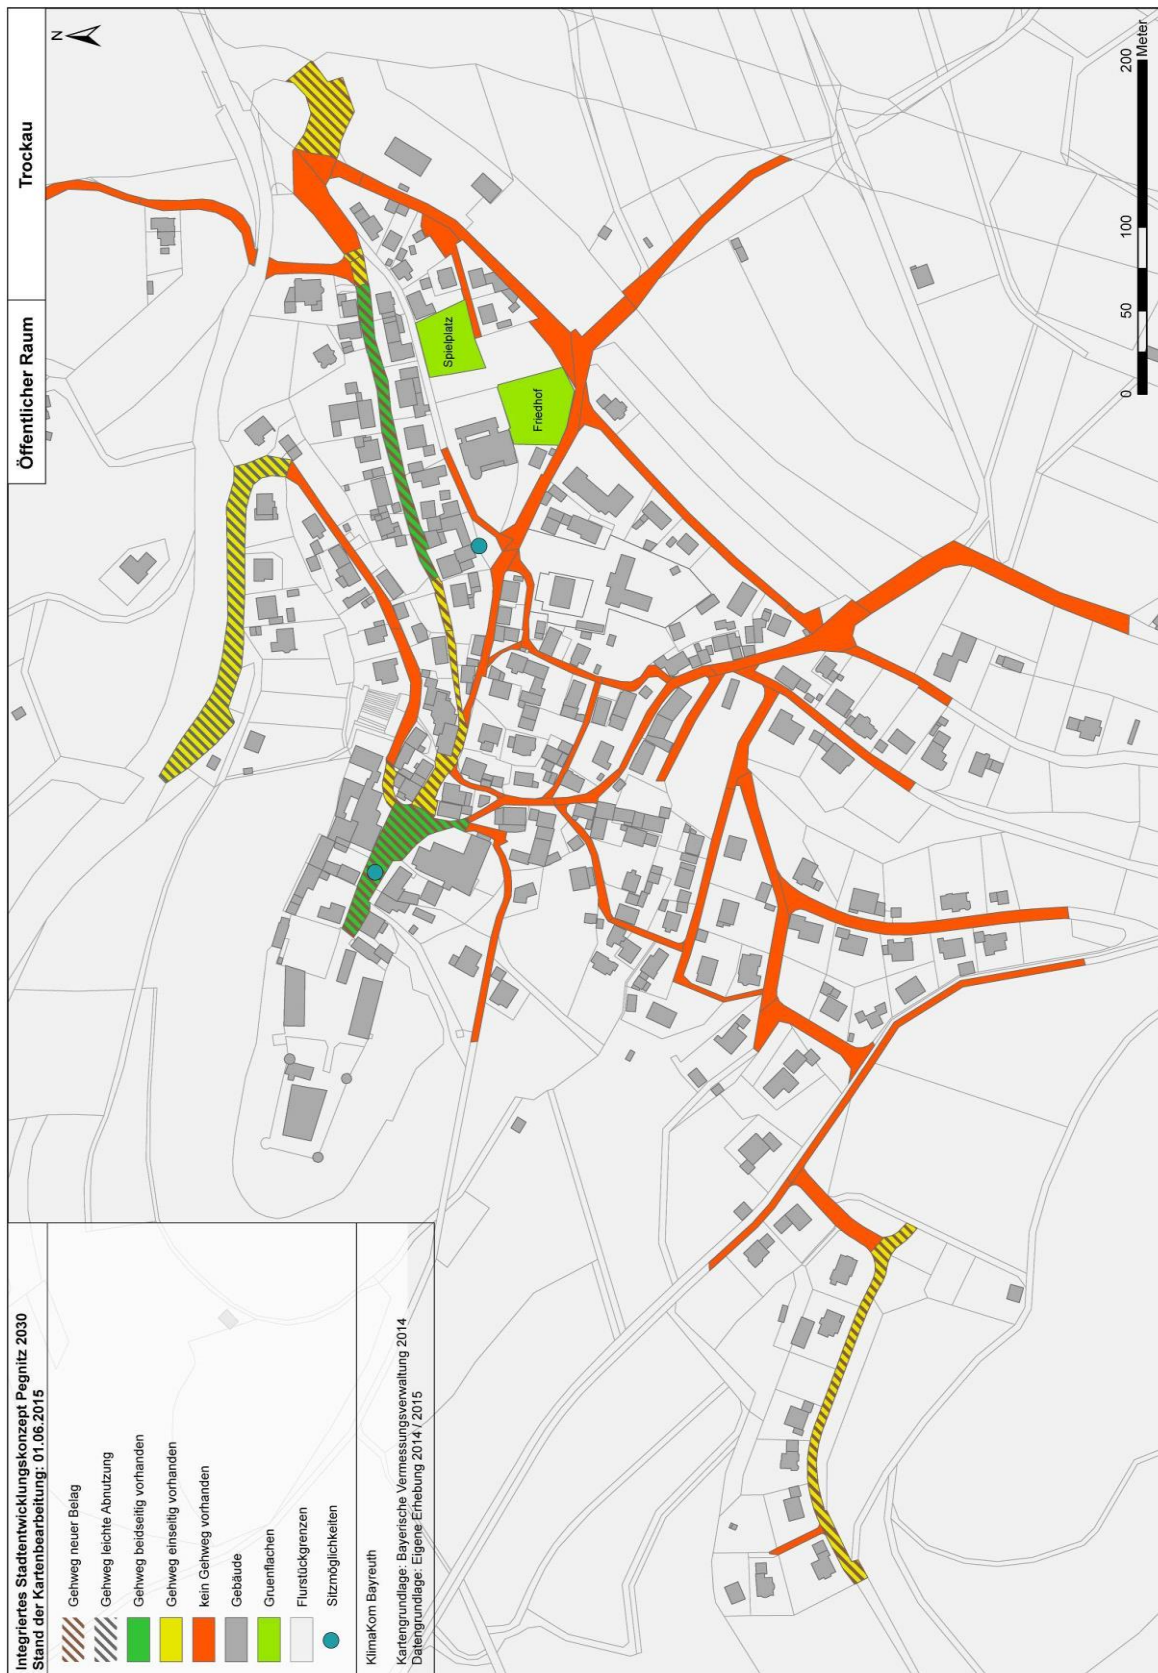 Integriertes Stadtentwicklungskonzept Pegnitz 2030
Stand der Kartenbearbeitung: 01.06.2015
Öffentlicher Raum
Trockau
Gehweg neuer Belag
Gehweg leichte Abnutzung
Gehweg beidseitig vorhanden
Gehweg einseitig vorhanden
kein Gehweg vorhanden
Gebäude
Gruenflachen
Flurstückgrenzen
Sitzmöglichkeiten
KlimaKom Bayreuth
Kartengrundlage: Bayerische Vermessungsverwaltung 2014
Datengrundlage: Eigene Erhebung 2014 / 2015
N
Spielplatz
Friedhof
0 50 100 200
Meter